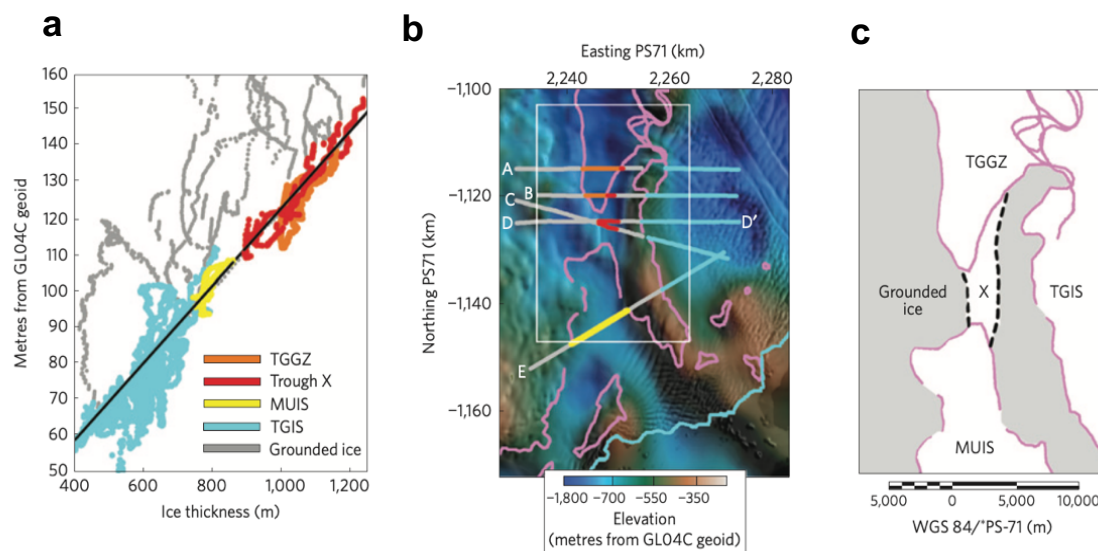 a
160
150
140
130
120
110
100
90
80
70
60
50
Metres from GL04C geoid
400 600 800 1,000 1,200
Ice thickness (m)
TGGZ
Trough X
MUIS
TGIS
Grounded ice
b
Easting PS71 (km)
2,240 2,260 2,280
−1,100
−1,120
−1,140
−1,160
Northing PS71 (km)
A
B
C
D D′
E
−1,800 −700 −550 −350
Elevation
(metres from GL04C geoid)
c
TGGZ
Grounded
ice
X
TGIS
MUIS
5,000 0 5,000 10,000
WGS 84/°PS-71 (m)